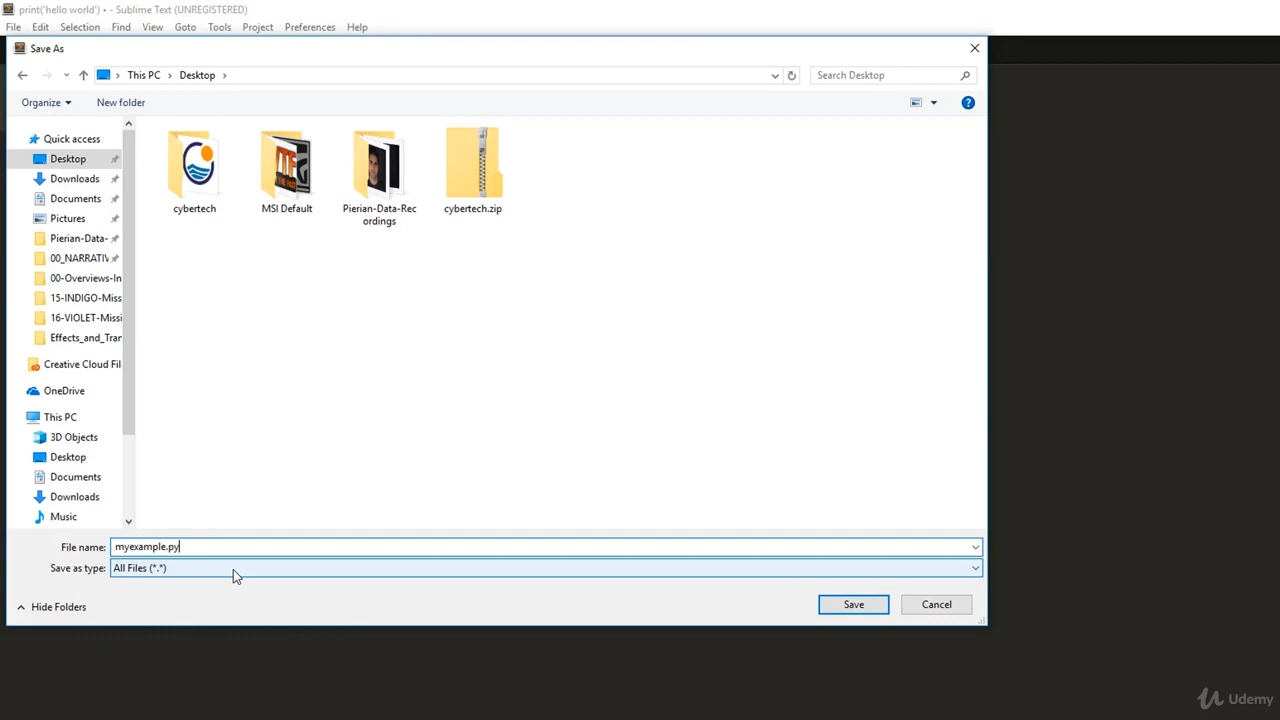 print('hello world') • - Sublime Text (UNREGISTERED)
File Edit Selection Find View Goto Tools Project Preferences Help
Save As
This PC > Desktop >
Search Desktop
Organize
New folder
Quick access
Desktop
Downloads
Documents
Pictures
Pierian-Data-
00_NARRATIV
00-Overviews-In
15-INDIGO-Miss
16-VIOLET-Missi
Effects_and_Tran
Creative Cloud Fil
OneDrive
This PC
3D Objects
Desktop
Documents
Downloads
Music
cybertech
MSI Default
Pierian-Data-Rec
ordings
cybertech.zip
File name: myexample.py
Save as type: All Files (*.*)
Hide Folders
Save
Cancel
Udemy